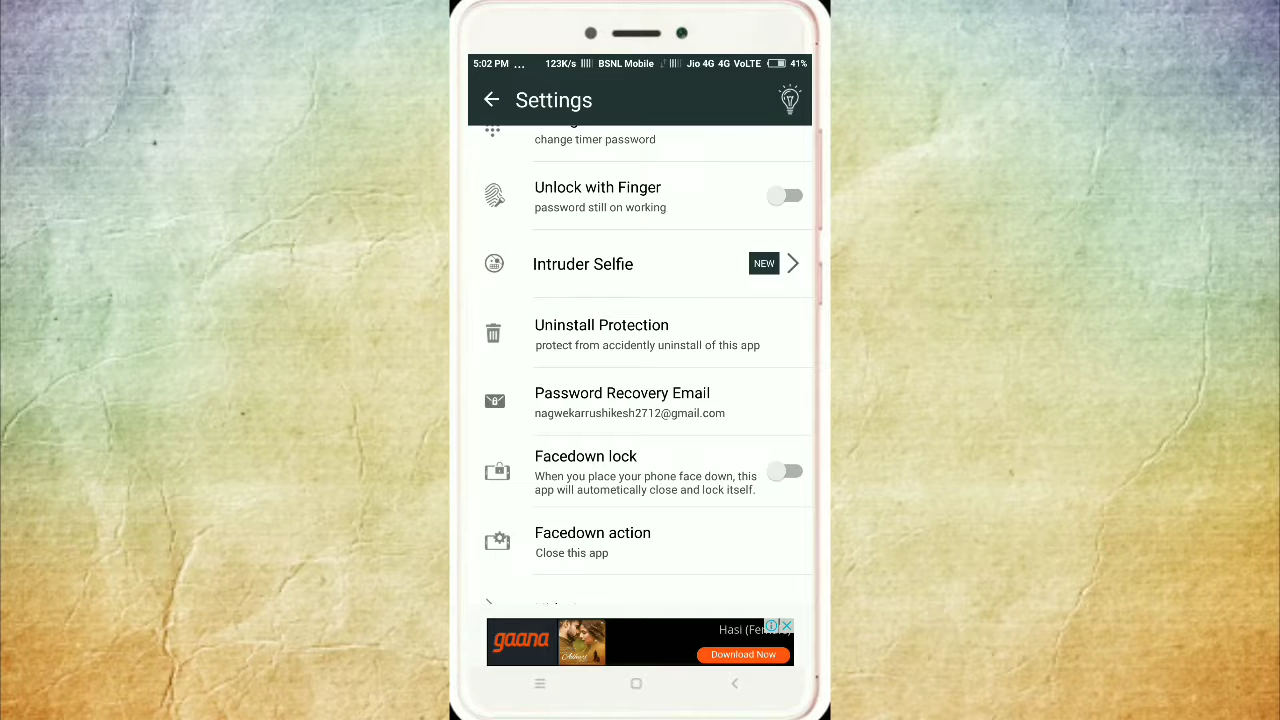 5:02 PM ... 123K/s BSNL Mobile Jio 4G 4G VoLTE 41%
Settings
change timer password
Unlock with Finger
password still on working
Intruder Selfie NEW
Uninstall Protection
protect from accidently uninstall of this app
Password Recovery Email
nagwekarrushikesh2712@gmail.com
Facedown lock
When you place your phone face down, this
app will automatically close and lock itself.
Facedown action
Close this app
gaana
Hasi
Download Now